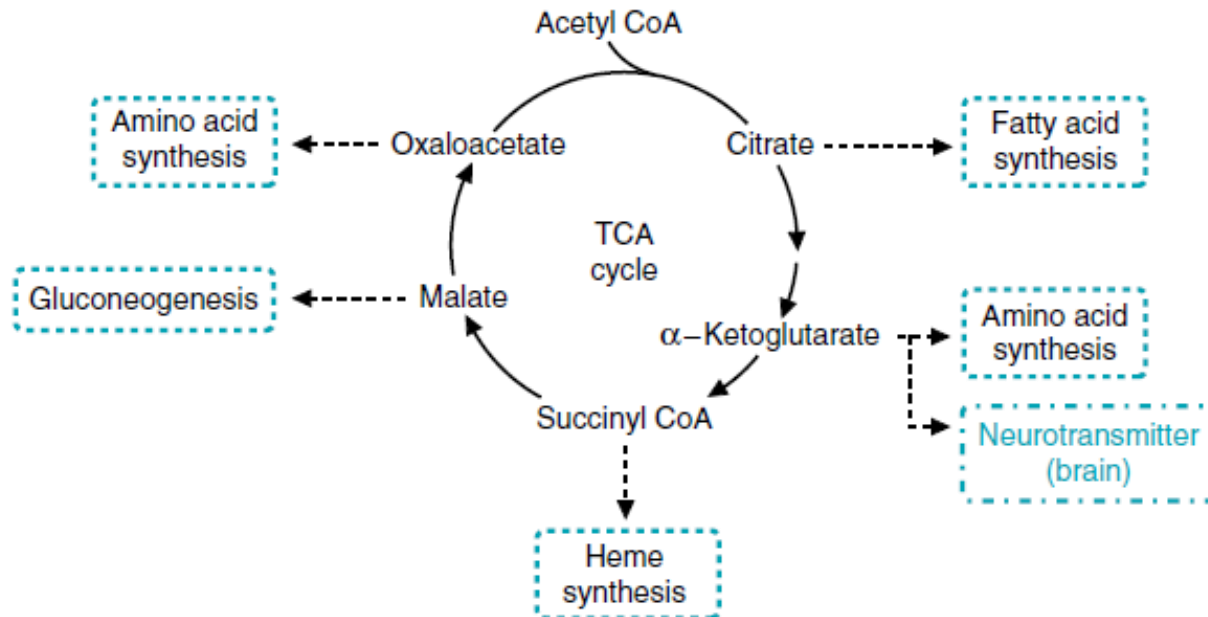 Acetyl CoA
Amino acid
synthesis
Oxaloacetate
Citrate
Fatty acid
synthesis
TCA
cycle
Gluconeogenesis
Malate
α–Ketoglutarate
Amino acid
synthesis
Succinyl CoA
Neurotransmitter
(brain)
Heme
synthesis